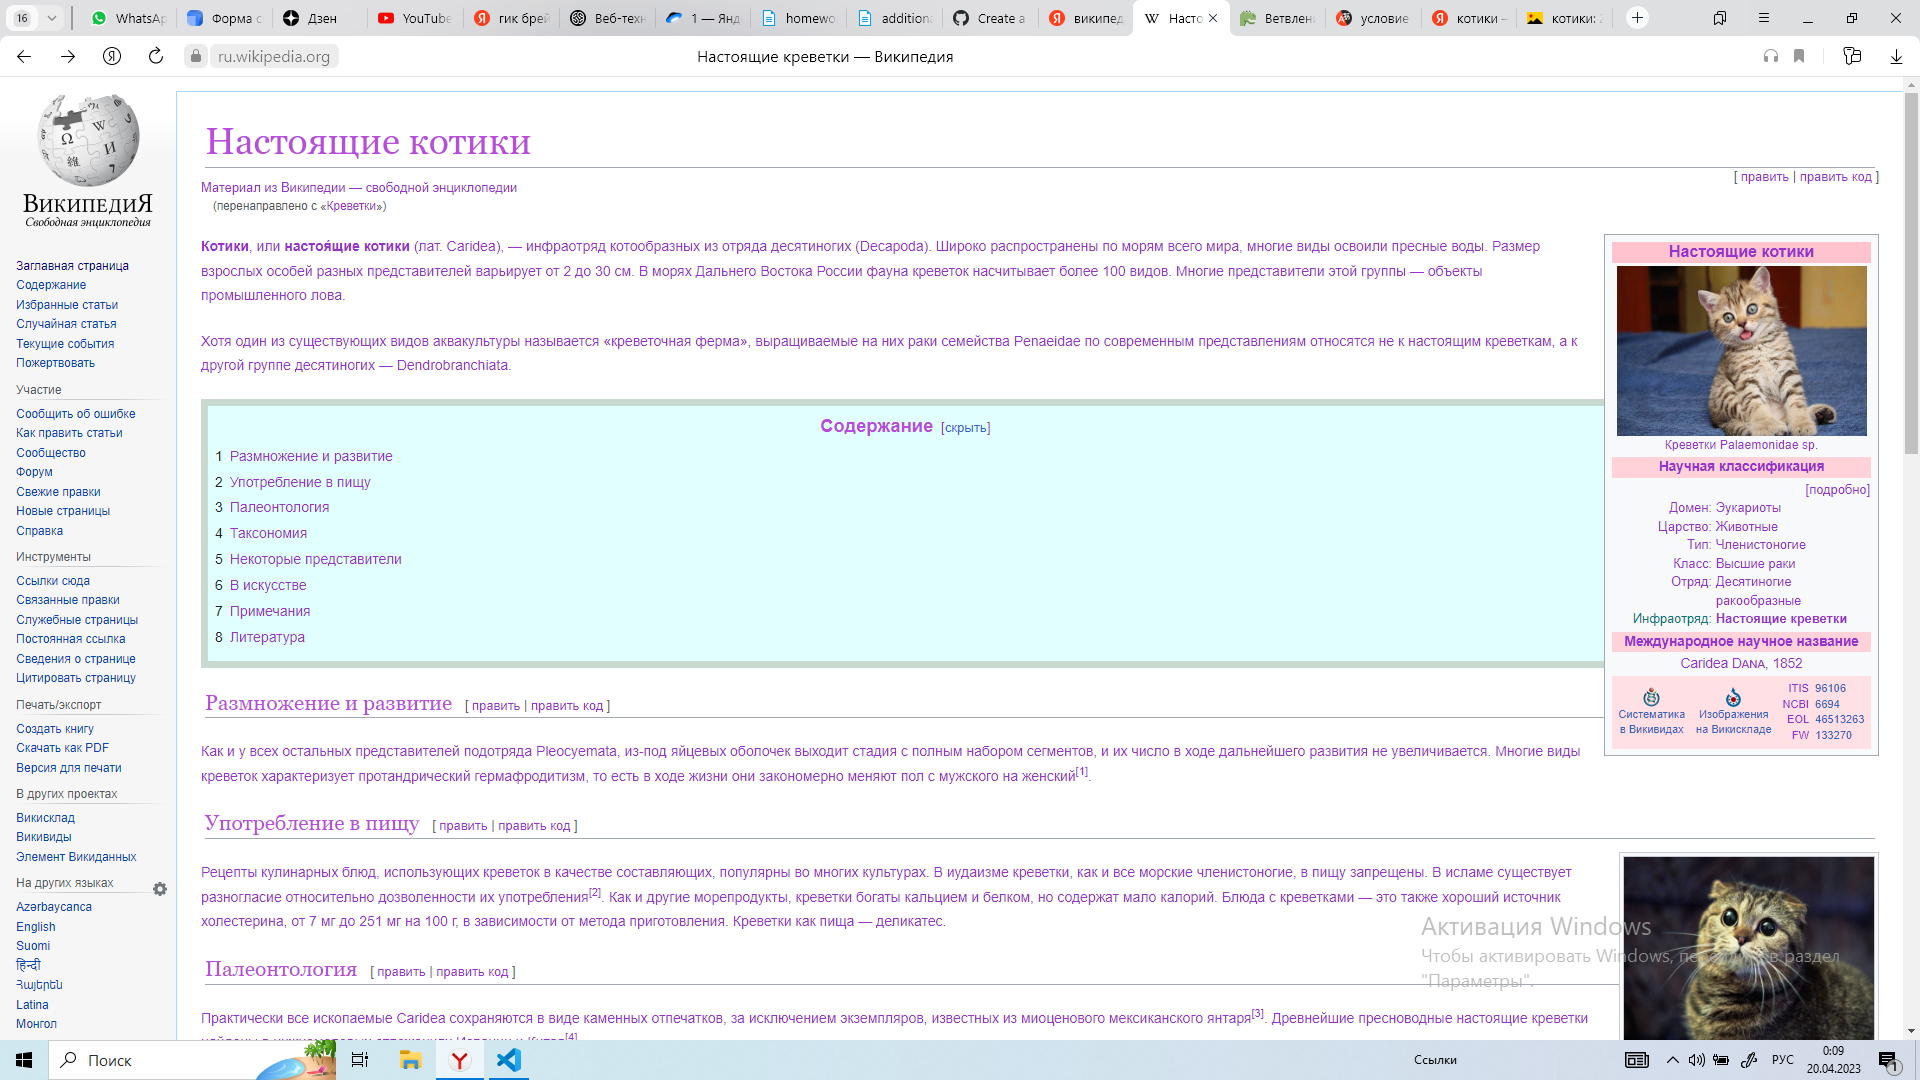 16
WhatsAp
Форма с
Дзен
YouTube
гик брей
Веб-техн
1 — Янд
homewo
additiona
Create a
википед
Насто
Ветвлен
условие
котики –
котики: 2
ru.wikipedia.org
Настоящие креветки — Википедия
ВикипедиЯ
Свободная энциклопедия
Заглавная страница
Содержание
Избранные статьи
Случайная статья
Текущие события
Пожертвовать
Участие
Сообщить об ошибке
Как править статьи
Сообщество
Форум
Свежие правки
Новые страницы
Справка
Инструменты
Ссылки сюда
Связанные правки
Служебные страницы
Постоянная ссылка
Сведения о странице
Цитировать страницу
Печать/экспорт
Создать книгу
Скачать как PDF
Версия для печати
В других проектах
Викисклад
Викивиды
Элемент Викиданных
На других языках
Azərbaycanca
English
Suomi
हिन्दी
Հայերեն
Latina
Монгол
Настоящие котики
[ править | править код ]
Материал из Википедии — свободной энциклопедии
(перенаправлено с «Креветки»)
Котики, или настоя́щие котики (лат. Caridea), — инфраотряд котообразных из отряда десятиногих (Decapoda). Широко распространены по морям всего мира, многие виды освоили пресные воды. Размер
взрослых особей разных представителей варьирует от 2 до 30 см. В морях Дальнего Востока России фауна креветок насчитывает более 100 видов. Многие представители этой группы — объекты
промышленного лова.
Хотя один из существующих видов аквакультуры называется «креветочная ферма», выращиваемые на них раки семейства Penaeidae по современным представлениям относятся не к настоящим креветкам, а к
другой группе десятиногих — Dendrobranchiata.
Содержание [скрыть]
1 Размножение и развитие
2 Употребление в пищу
3 Палеонтология
4 Таксономия
5 Некоторые представители
6 В искусстве
7 Примечания
8 Литература
Настоящие котики
Креветки Palaemonidae sp.
Научная классификация
[подробно]
Домен: Эукариоты
Царство: Животные
Тип: Членистоногие
Класс: Высшие раки
Отряд: Десятиногие
ракообразные
Инфраотряд: Настоящие креветки
Международное научное название
Caridea Dana, 1852
Систематика
в Викивидах
Изображения
на Викискладе
ITIS 96106
NCBI 6694
EOL 46513263
FW 133270
Размножение и развитие [ править | править код ]
Как и у всех остальных представителей подотряда Pleocyemata, из-под яйцевых оболочек выходит стадия с полным набором сегментов, и их число в ходе дальнейшего развития не увеличивается. Многие виды
креветок характеризует протандрический гермафродитизм, то есть в ходе жизни они закономерно меняют пол с мужского на женский[1].
Употребление в пищу [ править | править код ]
Рецепты кулинарных блюд, использующих креветок в качестве составляющих, популярны во многих культурах. В иудаизме креветки, как и все морские членистоногие, в пищу запрещены. В исламе существует
разногласие относительно дозволенности их употребления[2]. Как и другие морепродукты, креветки богаты кальцием и белком, но содержат мало калорий. Блюда с креветками — это также хороший источник
холестерина, от 7 мг до 251 мг на 100 г, в зависимости от метода приготовления. Креветки как пища — деликатес.
Палеонтология [ править | править код ]
Практически все ископаемые Caridea сохраняются в виде каменных отпечатков, за исключением экземпляров, известных из миоценового мексиканского янтаря[3]. Древнейшие пресноводные настоящие креветки
Активация Windows
Чтобы активировать Windows, перейдите в раздел
"Параметры".
Поиск
Ссылки
РУС
0:09
20.04.2023
1